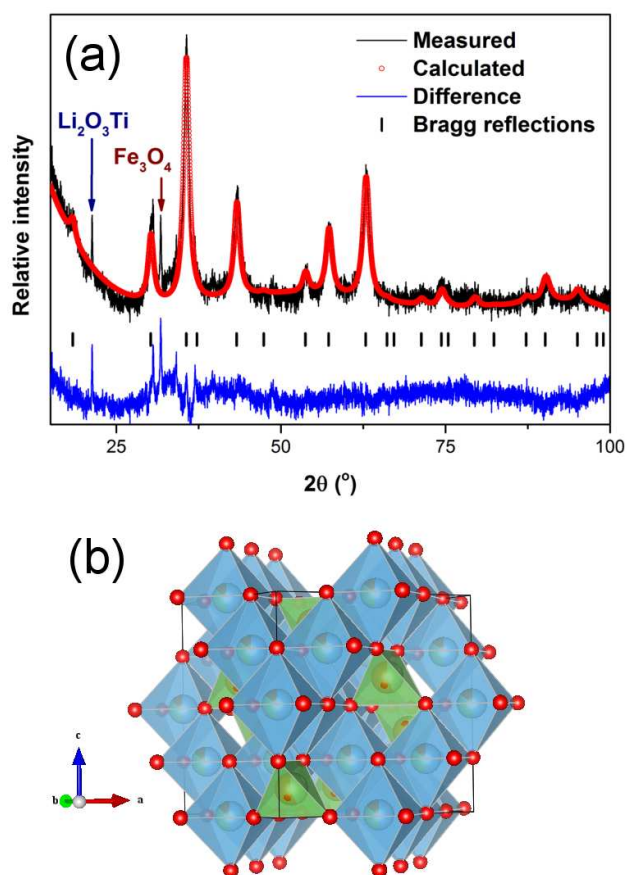 (a)
Measured
Calculated
Difference
Bragg reflections
Li₂O₃Ti
Fe₃O₄
Relative intensity
25
50
75
100
2θ (°)
(b)
c
b
a